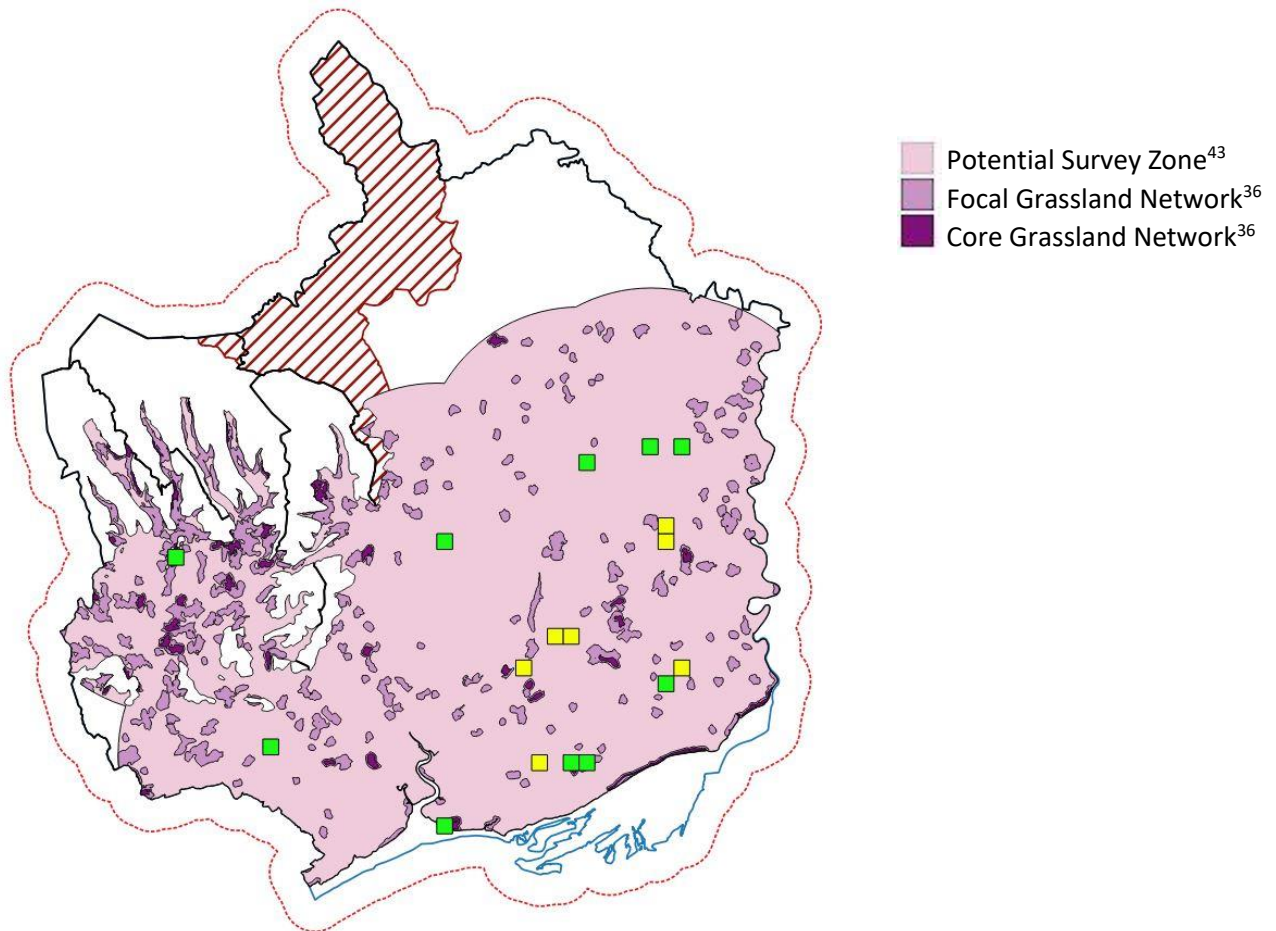 Potential Survey Zone43
Focal Grassland Network36
Core Grassland Network36